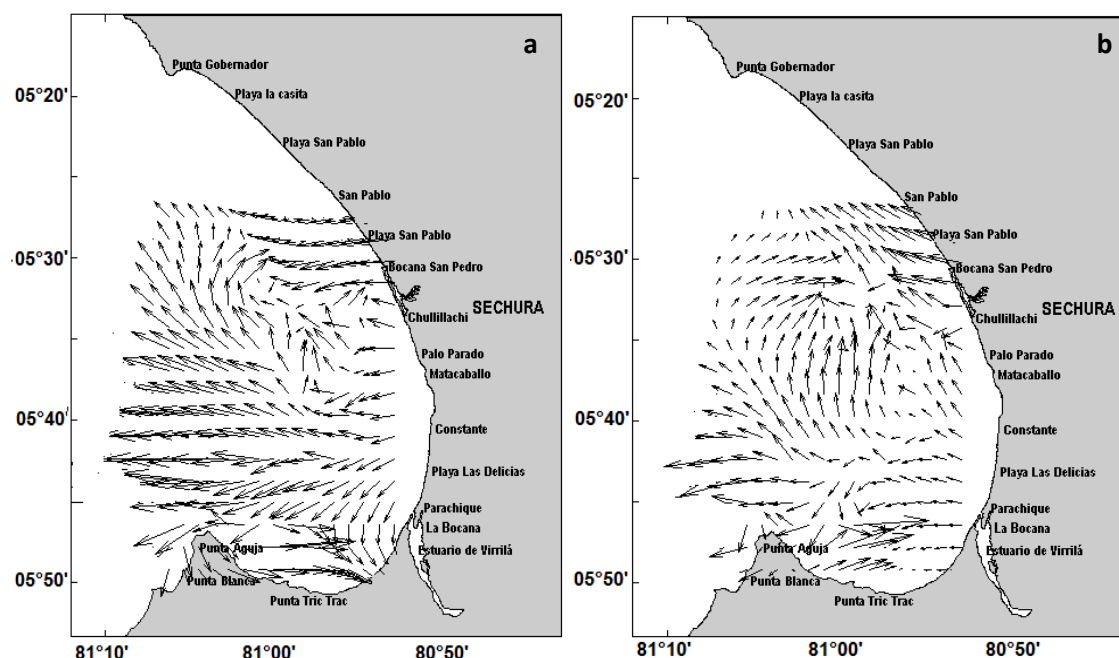 a
Punta Gobernador
05°20'
Playa la casita
Playa San Pablo
San Pablo
Playa San Pablo
05°30'
Bocana San Pedro
SECHURA
Chullillachi
Palo Parado
Matacaballo
05°40'
Constante
Playa Las Delicias
Parachique
La Bocana
Punta Aguja
Estuario de Virrilá
05°50'
Punta Blanca
Punta Tric Trac
81°10'
81°00'
80°50'
b
Punta Gobernador
05°20'
Playa la casita
Playa San Pablo
San Pablo
Playa San Pablo
05°30'
Bocana San Pedro
SECHURA
Chullillachi
Palo Parado
Matacaballo
05°40'
Constante
Playa Las Delicias
Parachique
La Bocana
Punta Aguja
Estuario de Virrilá
05°50'
Punta Blanca
Punta Tric Trac
81°10'
81°00'
80°50'